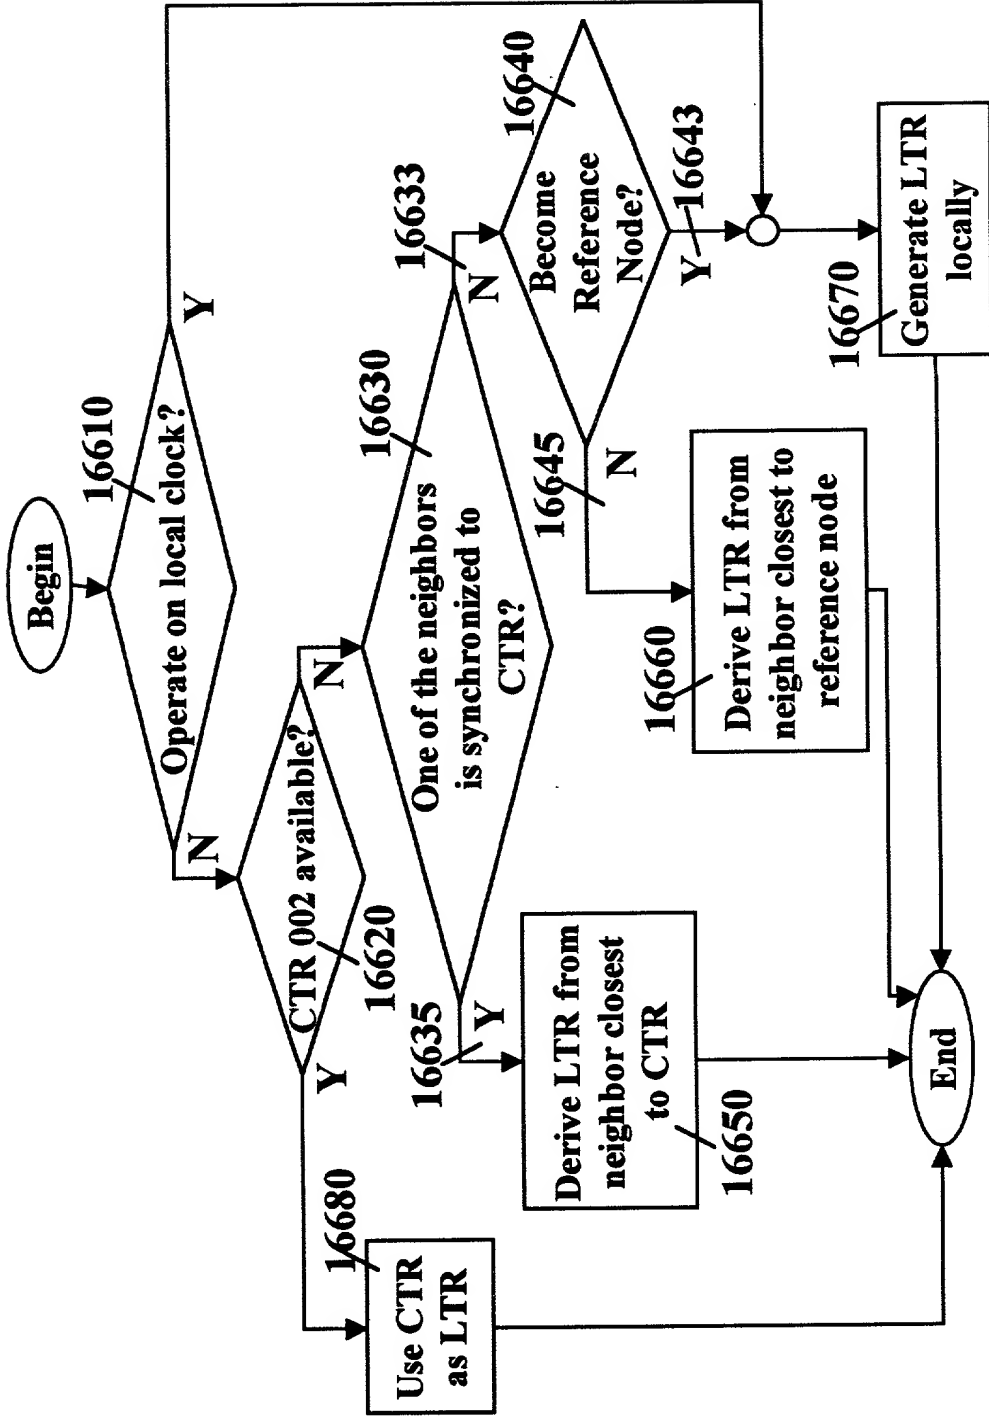 Begin
16610
Operate on local clock?
Y
N
CTR 002 available?
16620
Y
N
16630
One of the neighbors
is synchronized to
CTR?
16633
N
16635
Y
16640
Become
Reference
Node?
Y
16643
16645
N
16680
Use CTR
as LTR
Derive LTR from
neighbor closest
to CTR
16650
16660
Derive LTR from
neighbor closest to
reference node
16670
Generate LTR
locally
End